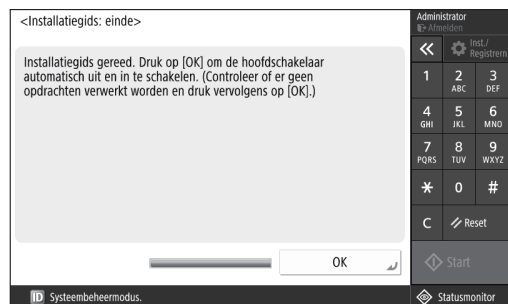 <Installatiegids: einde>
Installatiegids gereed. Druk op [OK] om de hoofdschakelaar
automatisch uit en in te schakelen. (Controleer of er geen
opdrachten verwerkt worden en druk vervolgens op [OK].)
OK
ID Systeembeheermodus.
Administrator
Afmelden
Inst./
Registreren
1 2 3
ABC DEF
4 5 6
GHI JKL MNO
7 8 9
PQRS TUV WXYZ
* 0 #
C Reset
Start
Statusmonitor